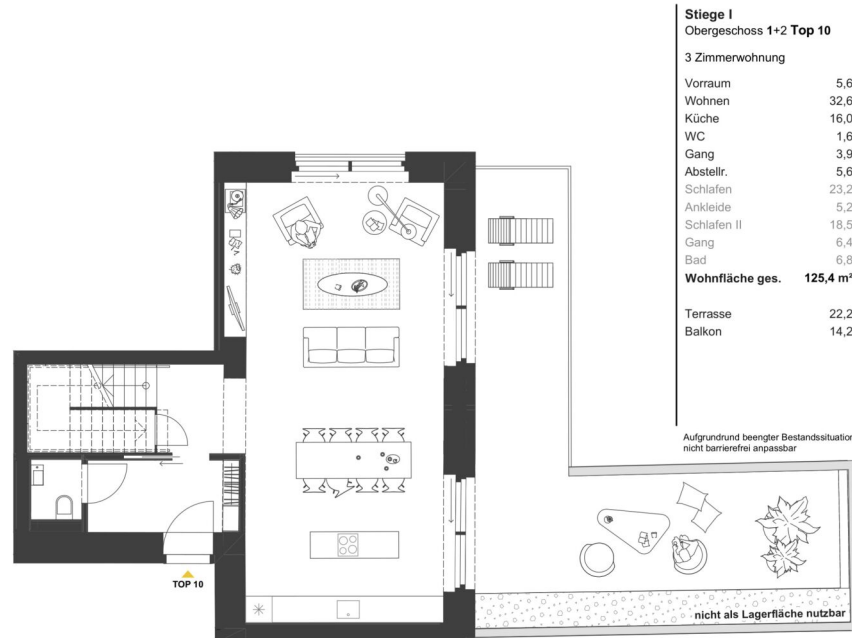 Stiege I
Obergeschoss 1+2 Top 10
3 Zimmerwohnung
Vorraum 5,6
Wohnen 32,6
Küche 16,0
WC 1,6
Gang 3,9
Abstellr. 5,6
Schlafen 23,2
Ankleide 5,2
Schlafen II 18,5
Gang 6,4
Bad 6,8
Wohnfläche ges. 125,4 m²
Terrasse 22,2
Balkon 14,2
Aufgrundrund beengter Bestandssituation
nicht barrierefrei anpassbar
TOP 10
nicht als Lagerfläche nutzbar